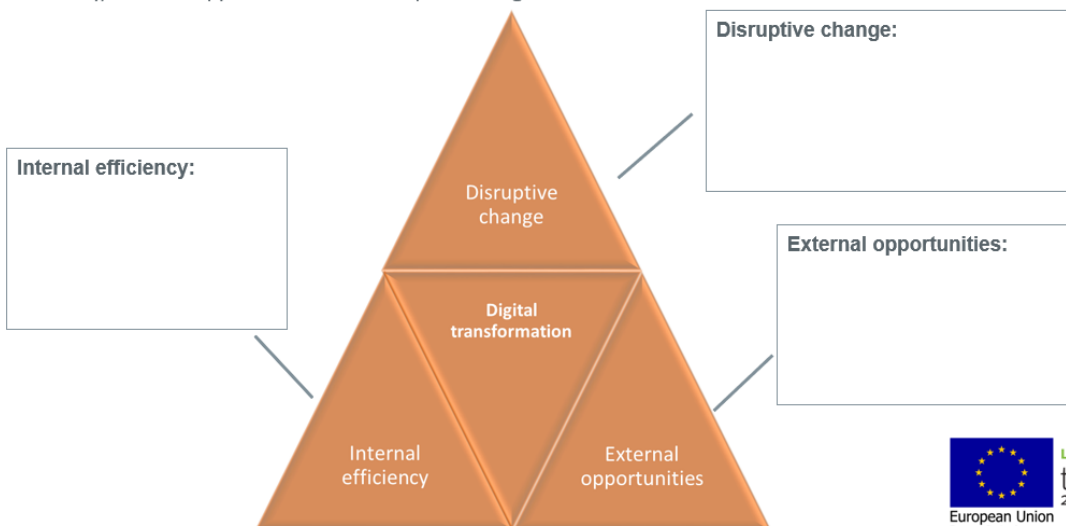 Disruptive change:
Internal efficiency:
Disruptive
change
External opportunities:
Digital
transformation
Internal
efficiency
External
opportunities
European Union